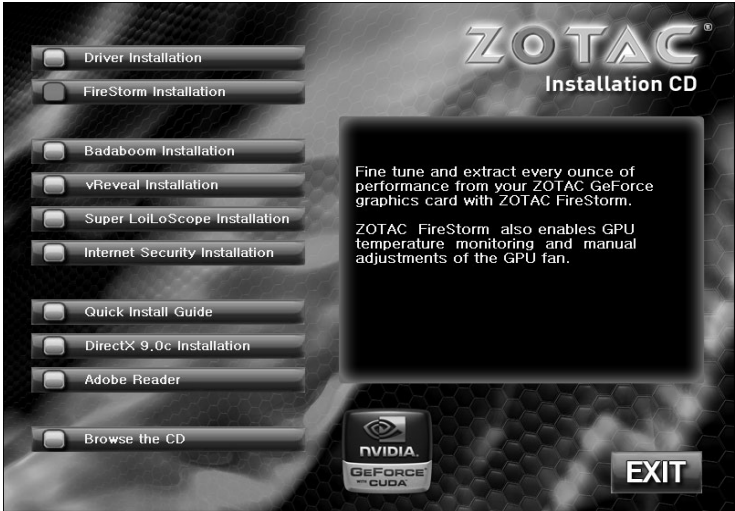 ZOTAC®
Installation CD
Driver Installation
FireStorm Installation
Badaboom Installation
vReveal Installation
Super LoiLoScope Installation
Internet Security Installation
Quick Install Guide
DirectX 9.0c Installation
Adobe Reader
Browse the CD
Fine tune and extract every ounce of
performance from your ZOTAC GeForce
graphics card with ZOTAC FireStorm.
ZOTAC FireStorm also enables GPU
temperature monitoring and manual
adjustments of the GPU fan.
NVIDIA.
GEFORCE®
WITH CUDA
EXIT